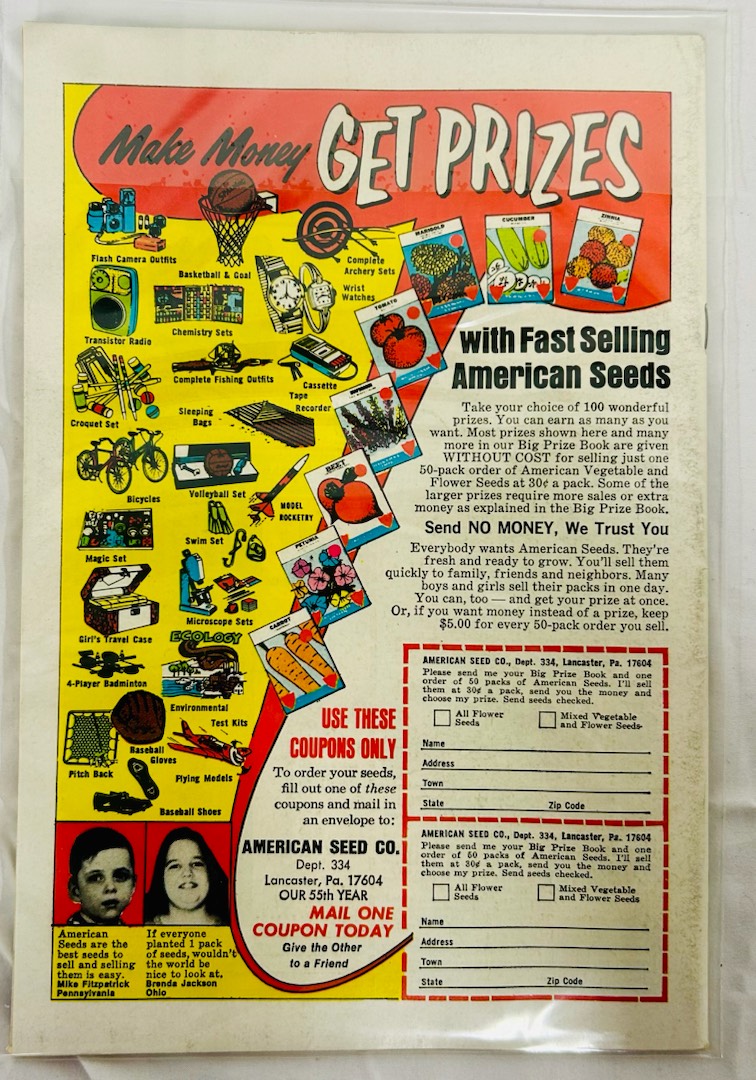 Make Money GET PRIZES
Flash Camera Outfits
Basketball & Goal
Complete
Archery Sets
Wrist
Watches
Transistor Radio
Chemistry Sets
Complete Fishing Outfits
Cassette
Tape
Recorder
Croquet Set
Sleeping
Bags
Bicycles
Volleyball Set
MODEL
ROCKETRY
Swim Set
Magic Set
Microscope Sets
Girl's Travel Case
ECOLOGY
4-Player Badminton
Environmental
Test Kits
Baseball
Gloves
Pitch Back
Flying Models
Baseball Shoes
MARIGOLD
CUCUMBER
ZINNIA
TOMATO
BEET
PETUNIA
CARROT
with Fast Selling
American Seeds
Take your choice of 100 wonderful
prizes. You can earn as many as you
want. Most prizes shown here and many
more in our Big Prize Book are given
WITHOUT COST for selling just one
50-pack order of American Vegetable and
Flower Seeds at 30¢ a pack. Some of the
larger prizes require more sales or extra
money as explained in the Big Prize Book.
Send NO MONEY, We Trust You
Everybody wants American Seeds. They're
fresh and ready to grow. You'll sell them
quickly to family, friends and neighbors. Many
boys and girls sell their packs in one day.
You can, too — and get your prize at once.
Or, if you want money instead of a prize, keep
$5.00 for every 50-pack order you sell.
USE THESE
COUPONS ONLY
To order your seeds,
fill out one of these
coupons and mail in
an envelope to:
AMERICAN SEED CO.
Dept. 334
Lancaster, Pa. 17604
OUR 55th YEAR
MAIL ONE
COUPON TODAY
Give the Other
to a Friend
AMERICAN SEED CO., Dept. 334, Lancaster, Pa. 17604
Please send me your Big Prize Book and one
order of 50 packs of American Seeds. I'll sell
them at 30¢ a pack, send you the money and
choose my prize. Send seeds checked.
All Flower
Seeds
Mixed Vegetable
and Flower Seeds
Name
Address
Town
State Zip Code
AMERICAN SEED CO., Dept. 334, Lancaster, Pa. 17604
Please send me your Big Prize Book and one
order of 50 packs of American Seeds. I'll sell
them at 30¢ a pack, send you the money and
choose my prize. Send seeds checked.
All Flower
Seeds
Mixed Vegetable
and Flower Seeds
Name
Address
Town
State Zip Code
American
Seeds are the
best seeds to
sell and selling
them is easy.
Mike Fitzpatrick
Pennsylvania
If everyone
planted 1 pack
of seeds, wouldn't
the world be
nice to look at.
Brenda Jackson
Ohio